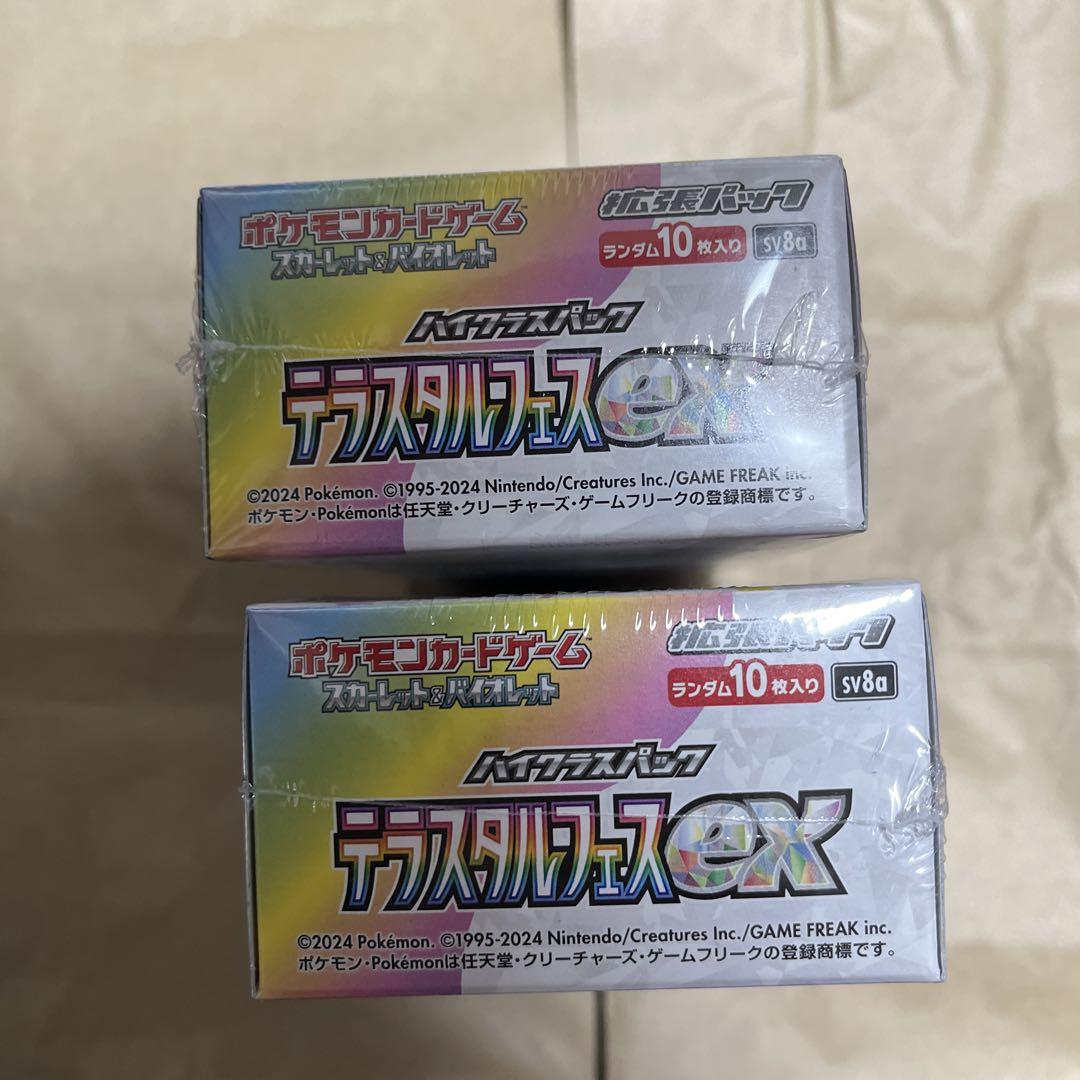 ポケモンカードゲーム
スカーレット&バイオレット
拡張パック
ランダム10枚入り SV8a
ハイクラスパック
テラスタルフェスex
©2024 Pokémon. ©1995-2024 Nintendo/Creatures Inc./GAME FREAK inc.
ポケモン・Pokémonは任天堂・クリーチャーズ・ゲームフリークの登録商標です。
ポケモンカードゲーム
スカーレット&バイオレット
拡張パック
ランダム10枚入り SV8a
ハイクラスパック
テラスタルフェスex
©2024 Pokémon. ©1995-2024 Nintendo/Creatures Inc./GAME FREAK inc.
ポケモン・Pokémonは任天堂・クリーチャーズ・ゲームフリークの登録商標です。